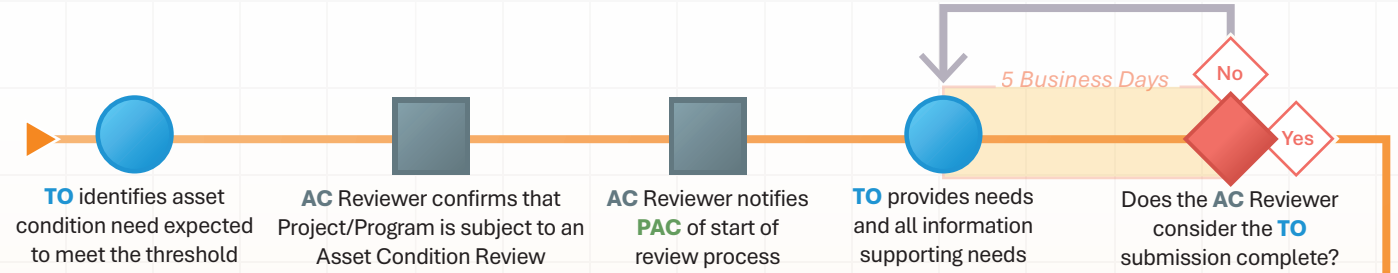 5 Business Days
No
Yes
TO identifies asset
condition need expected
to meet the threshold
AC Reviewer confirms that
Project/Program is subject to an
Asset Condition Review
AC Reviewer notifies
PAC of start of
review process
TO provides needs
and all information
supporting needs
Does the AC Reviewer
consider the TO
submission complete?